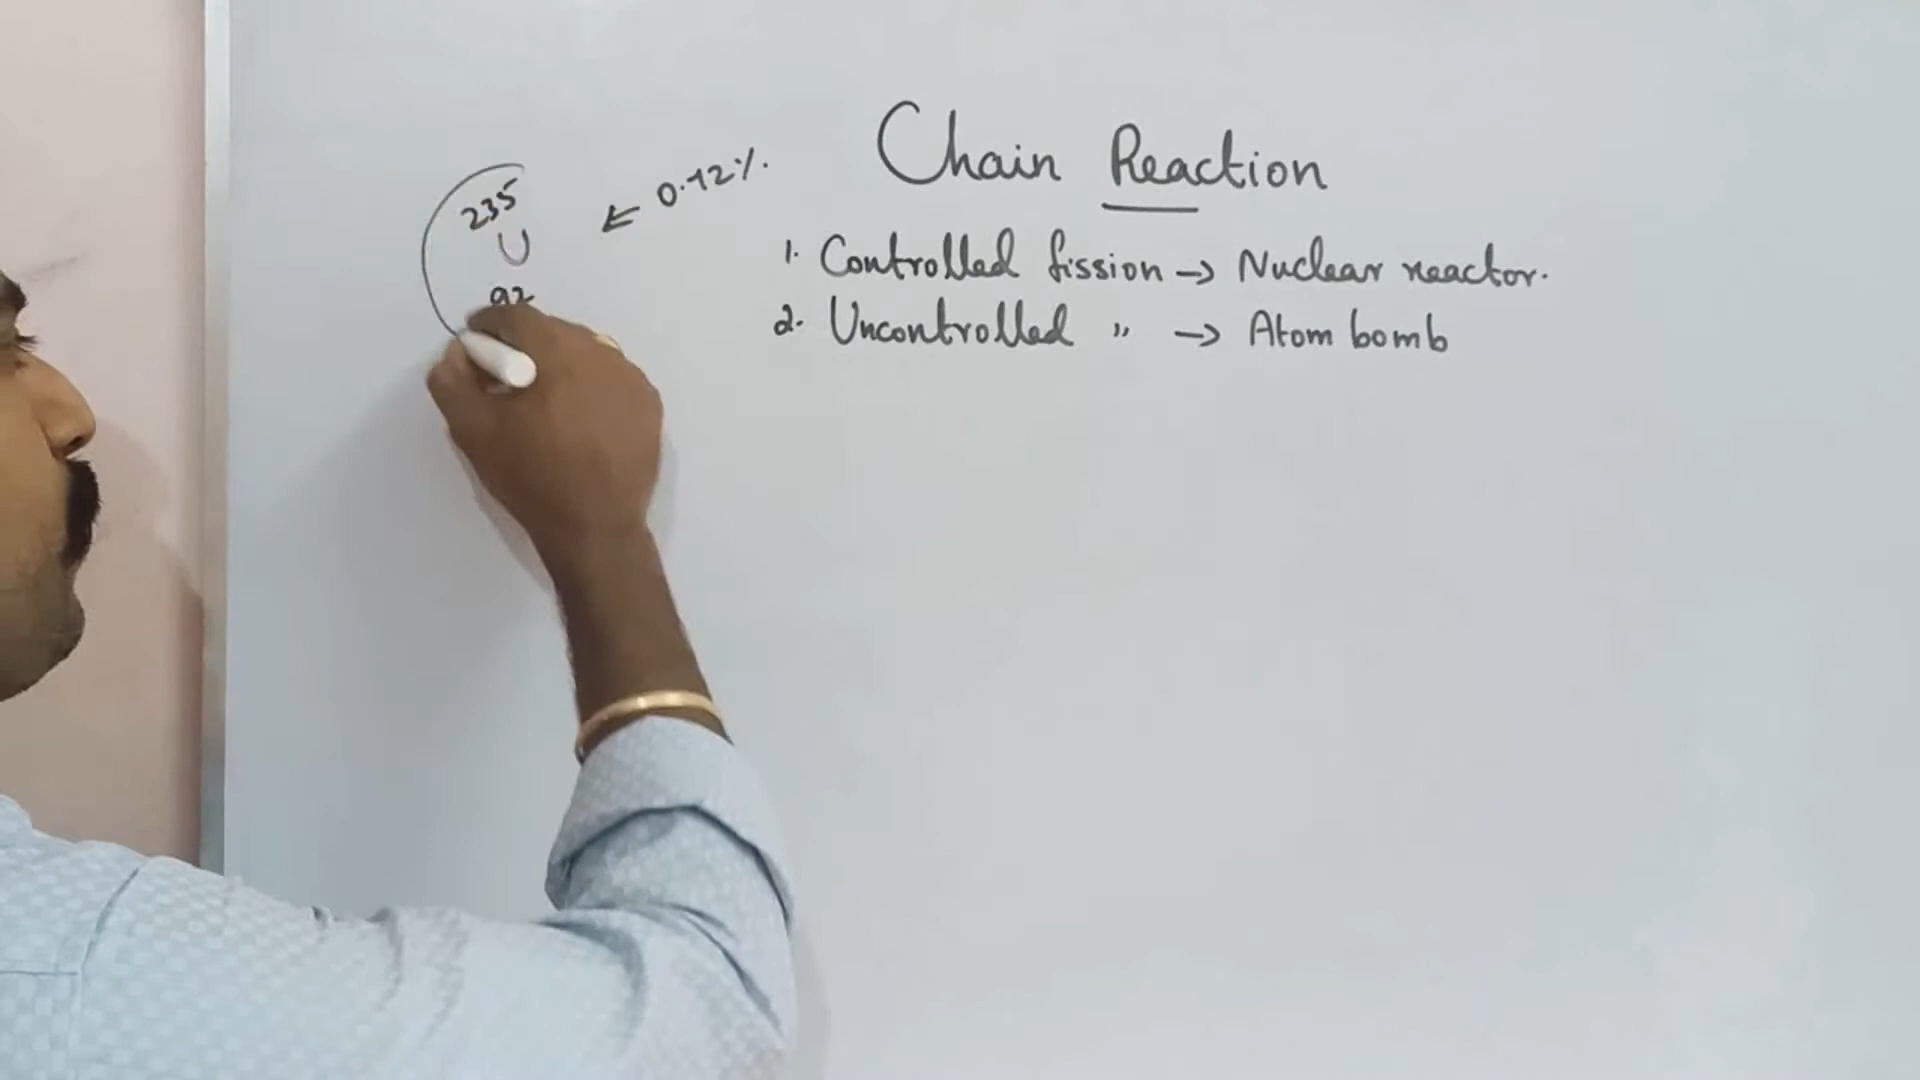 Chain Reaction
235
U
92
← 0.72%.
1. Controlled fission → Nuclear reactor.
2. Uncontrolled " → Atom bomb